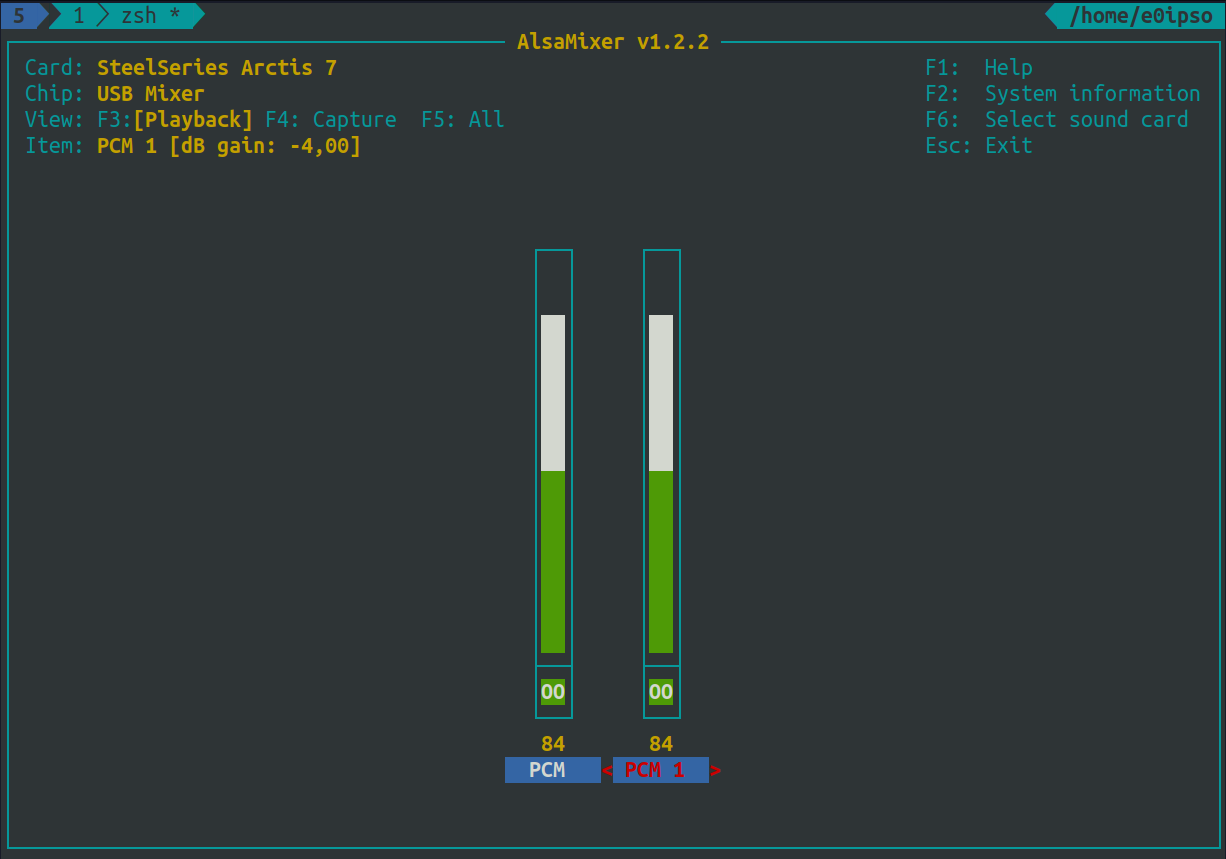 5 1 zsh * /home/e0ipso
AlsaMixer v1.2.2
Card: SteelSeries Arctis 7 F1: Help
Chip: USB Mixer F2: System information
View: F3:[Playback] F4: Capture F5: All F6: Select sound card
Item: PCM 1 [dB gain: -4,00] Esc: Exit
OO OO
84 84
PCM < PCM 1 >